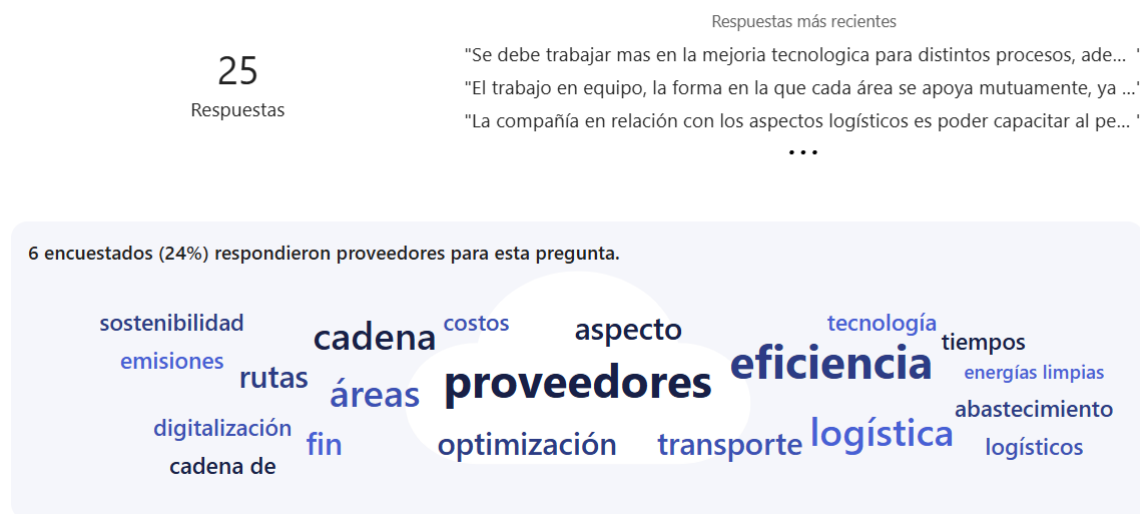 Respuestas más recientes
25
Respuestas
"Se debe trabajar mas en la mejoria tecnologica para distintos procesos, ade... "
"El trabajo en equipo, la forma en la que cada área se apoya mutuamente, ya ..."
"La compañía en relación con los aspectos logísticos es poder capacitar al pe... "
...
6 encuestados (24%) respondieron proveedores para esta pregunta.
sostenibilidad
cadena
costos
aspecto
tecnología
tiempos
emisiones
rutas
áreas
proveedores
eficiencia
energías limpias
abastecimiento
digitalización
fin
optimización
transporte
logística
logísticos
cadena de